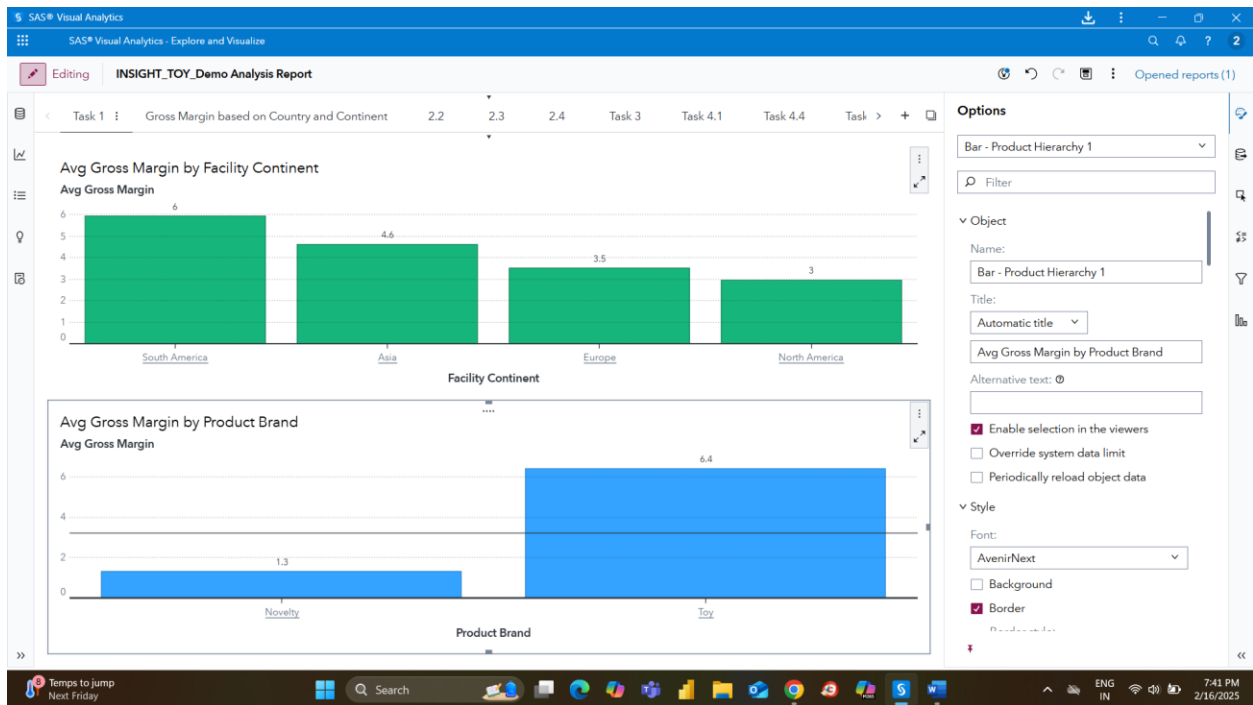 SAS® Visual Analytics
SAS® Visual Analytics - Explore and Visualize
2
Editing
INSIGHT_TOY_Demo Analysis Report
Opened reports (1)
Task 1
Gross Margin based on Country and Continent
2.2
2.3
2.4
Task 3
Task 4.1
Task 4.4
Task
Avg Gross Margin by Facility Continent
Avg Gross Margin
6
5
4
3
2
1
0
6
4.6
3.5
3
South America
Asia
Europe
North America
Facility Continent
Avg Gross Margin by Product Brand
Avg Gross Margin
6
4
2
0
1.3
6.4
Novelty
Toy
Product Brand
Options
Bar - Product Hierarchy 1
Filter
Object
Name:
Bar - Product Hierarchy 1
Title:
Automatic title
Avg Gross Margin by Product Brand
Alternative text:
Enable selection in the viewers
Override system data limit
Periodically reload object data
Style
Font:
AvenirNext
Background
Border
8
Temps to jump
Next Friday
Search
ENG
IN
7:41 PM
2/16/2025